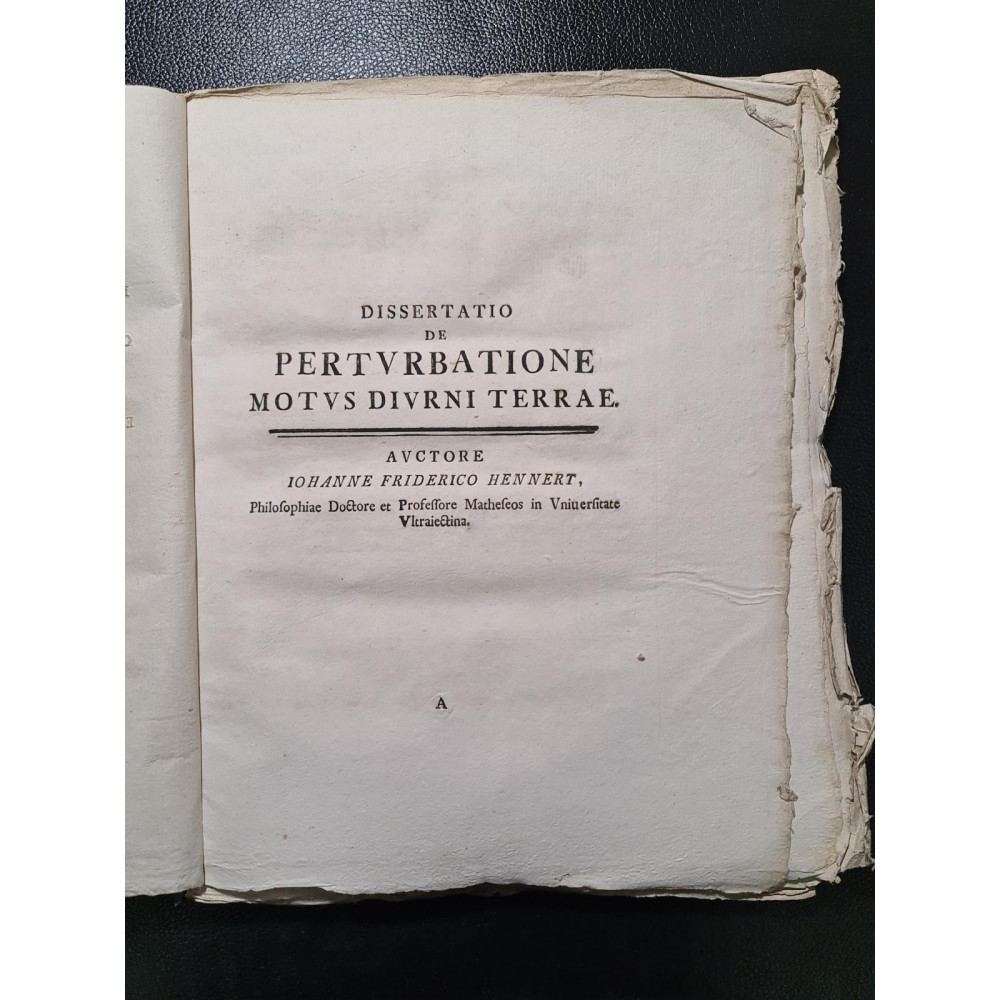 DISSERTATIO
DE
PERTVRBATIONE
MOTVS DIVRNI TERRAE.
AVCTORE
IOHANNE FRIDERICO HENNERT,
Philoſophiae Doctore et Profeſſore Matheſeos in Vniuerſitate
Vltraiectina.
A